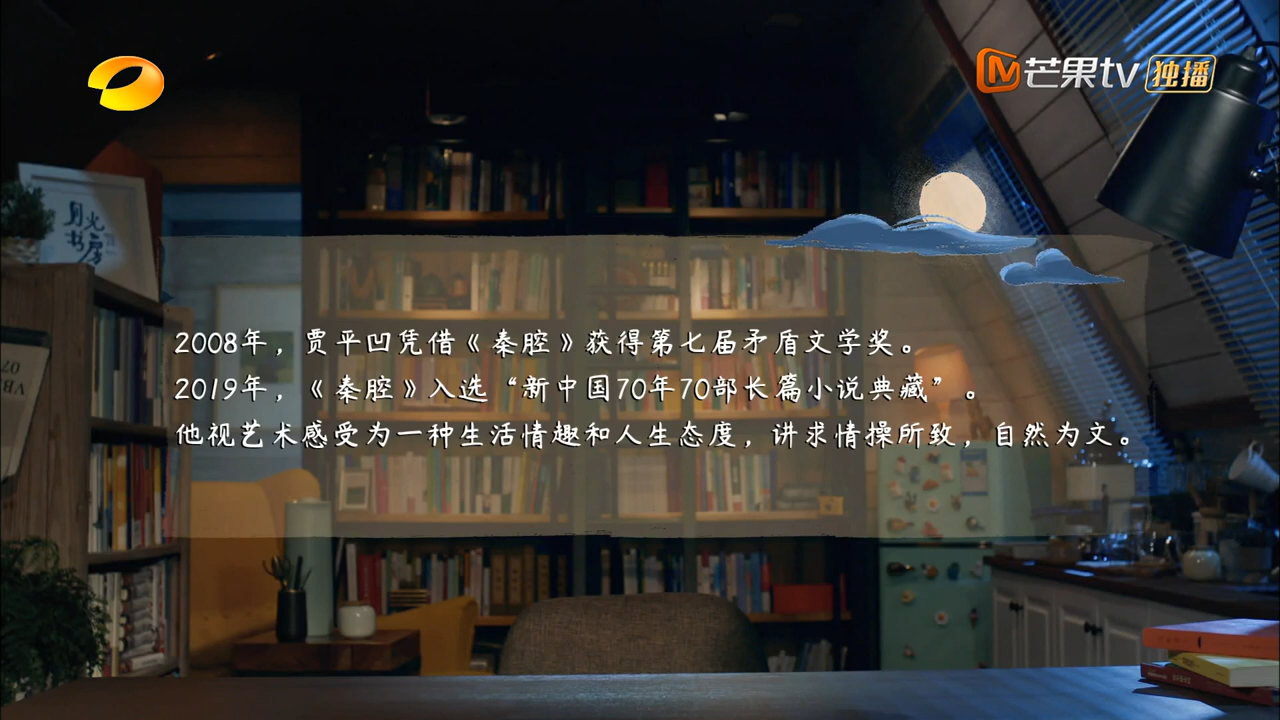 芒果tv 独播
月光
书房
2008年，贾平凹凭借《秦腔》获得第七届矛盾文学奖。
2019年，《秦腔》入选“新中国70年70部长篇小说典藏”。
他视艺术感受为一种生活情趣和人生态度，讲求情操所致，自然为文。